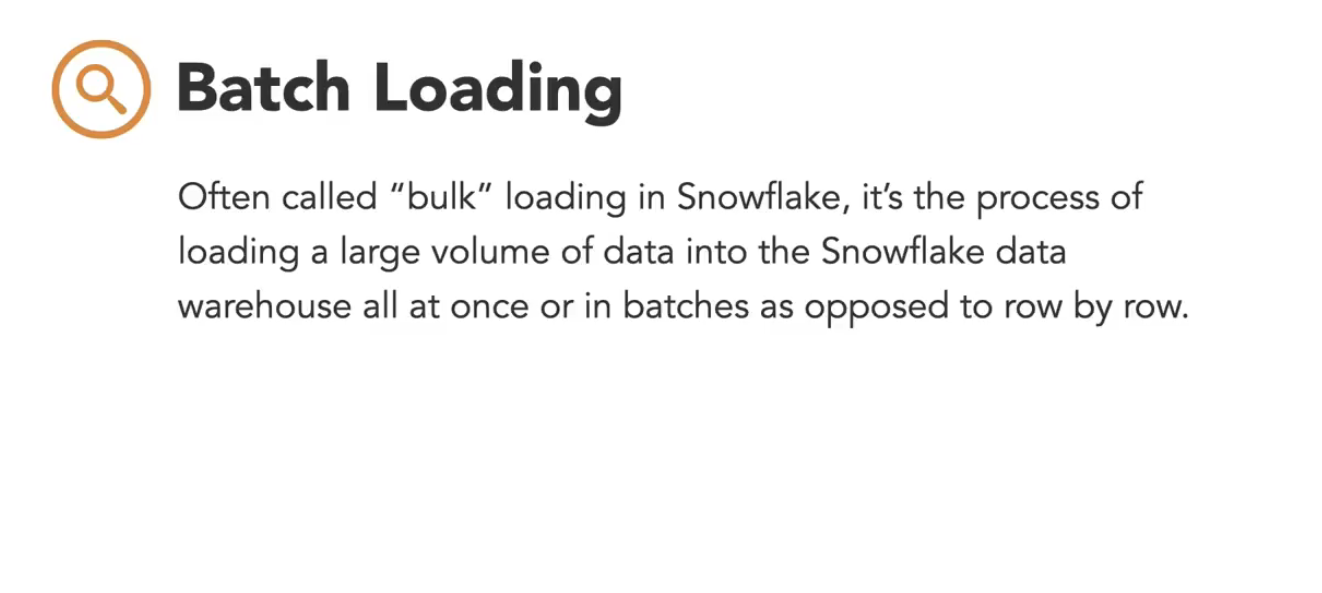 Batch Loading
Often called “bulk” loading in Snowflake, it’s the process of
loading a large volume of data into the Snowflake data
warehouse all at once or in batches as opposed to row by row.